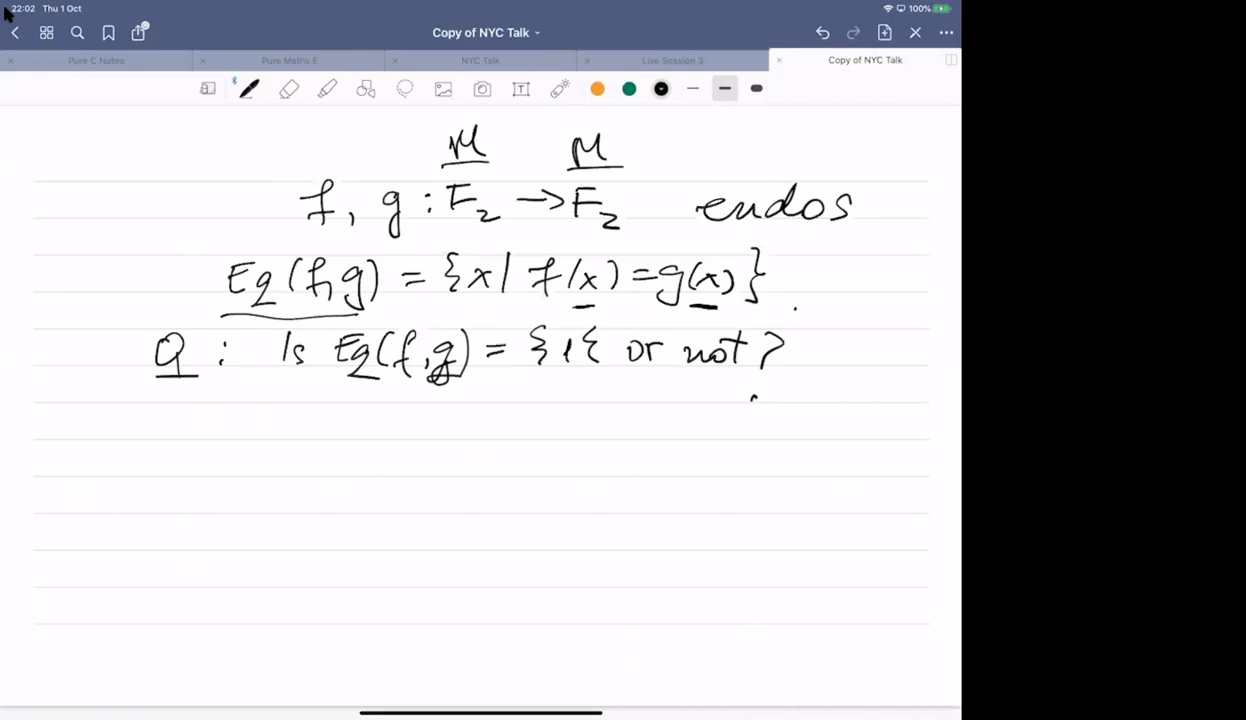 22:02 Thu 1 Oct 100%
Copy of NYC Talk
Pure C Notes Pure Maths E NYC Talk Live Session 3 Copy of NYC Talk
M M
f, g : F₂ → F₂ endos
Eq(f,g) = {x| f(x) = g(x)}.
Q : Is Eq(f,g) = {1{ or not?